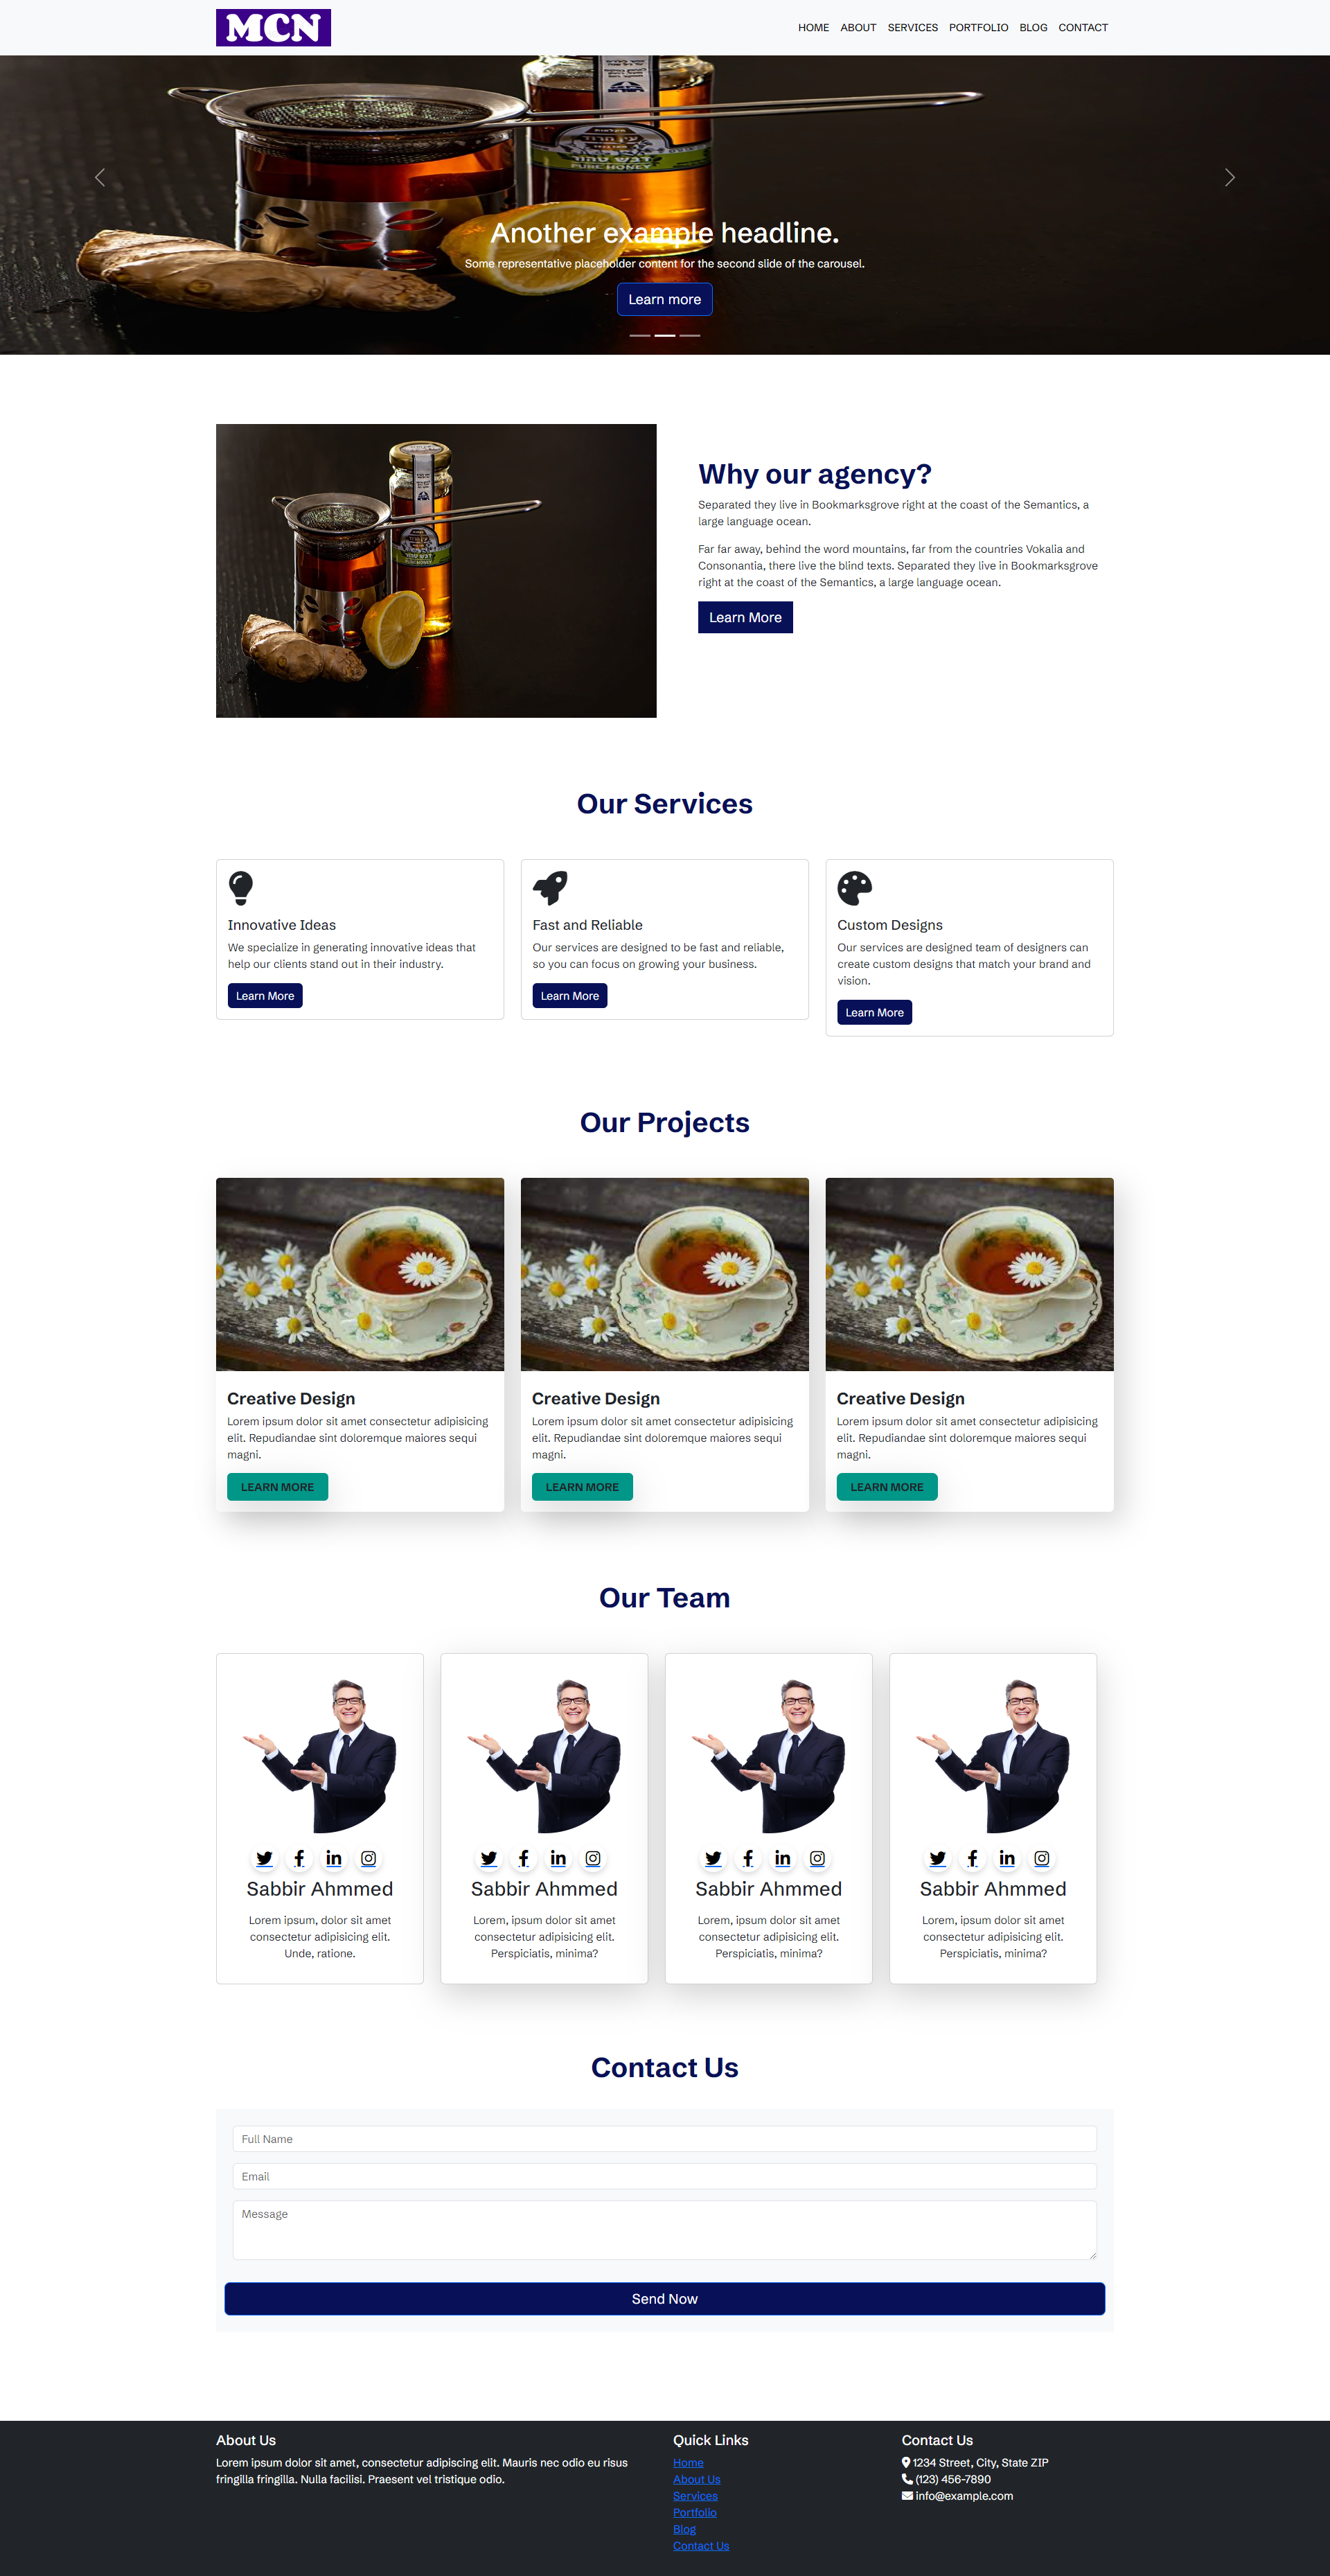 MCN
HOME ABOUT SERVICES PORTFOLIO BLOG CONTACT
PURE HONEY
Another example headline.
Some representative placeholder content for the second slide of the carousel.
Learn more
Why our agency?
Separated they live in Bookmarksgrove right at the coast of the Semantics, a
large language ocean.
Far far away, behind the word mountains, far from the countries Vokalia and
Consonantia, there live the blind texts. Separated they live in Bookmarksgrove
right at the coast of the Semantics, a large language ocean.
Learn More
Our Services
Innovative Ideas
We specialize in generating innovative ideas that
help our clients stand out in their industry.
Learn More
Fast and Reliable
Our services are designed to be fast and reliable,
so you can focus on growing your business.
Learn More
Custom Designs
Our services are designed team of designers can
create custom designs that match your brand and
vision.
Learn More
Our Projects
Creative Design
Lorem ipsum dolor sit amet consectetur adipisicing
elit. Repudiandae sint doloremque maiores sequi
magni.
LEARN MORE
Creative Design
Lorem ipsum dolor sit amet consectetur adipisicing
elit. Repudiandae sint doloremque maiores sequi
magni.
LEARN MORE
Creative Design
Lorem ipsum dolor sit amet consectetur adipisicing
elit. Repudiandae sint doloremque maiores sequi
magni.
LEARN MORE
Our Team
Sabbir Ahmmed
Lorem ipsum, dolor sit amet
consectetur adipisicing elit.
Unde, ratione.
Sabbir Ahmmed
Lorem, ipsum dolor sit amet
consectetur adipisicing elit.
Perspiciatis, minima?
Sabbir Ahmmed
Lorem, ipsum dolor sit amet
consectetur adipisicing elit.
Perspiciatis, minima?
Sabbir Ahmmed
Lorem, ipsum dolor sit amet
consectetur adipisicing elit.
Perspiciatis, minima?
Contact Us
Full Name
Email
Message
Send Now
About Us
Lorem ipsum dolor sit amet, consectetur adipiscing elit. Mauris nec odio eu risus
fringilla fringilla. Nulla facilisi. Praesent vel tristique odio.
Quick Links
Home
About Us
Services
Portfolio
Blog
Contact Us
Contact Us
1234 Street, City, State ZIP
(123) 456-7890
info@example.com